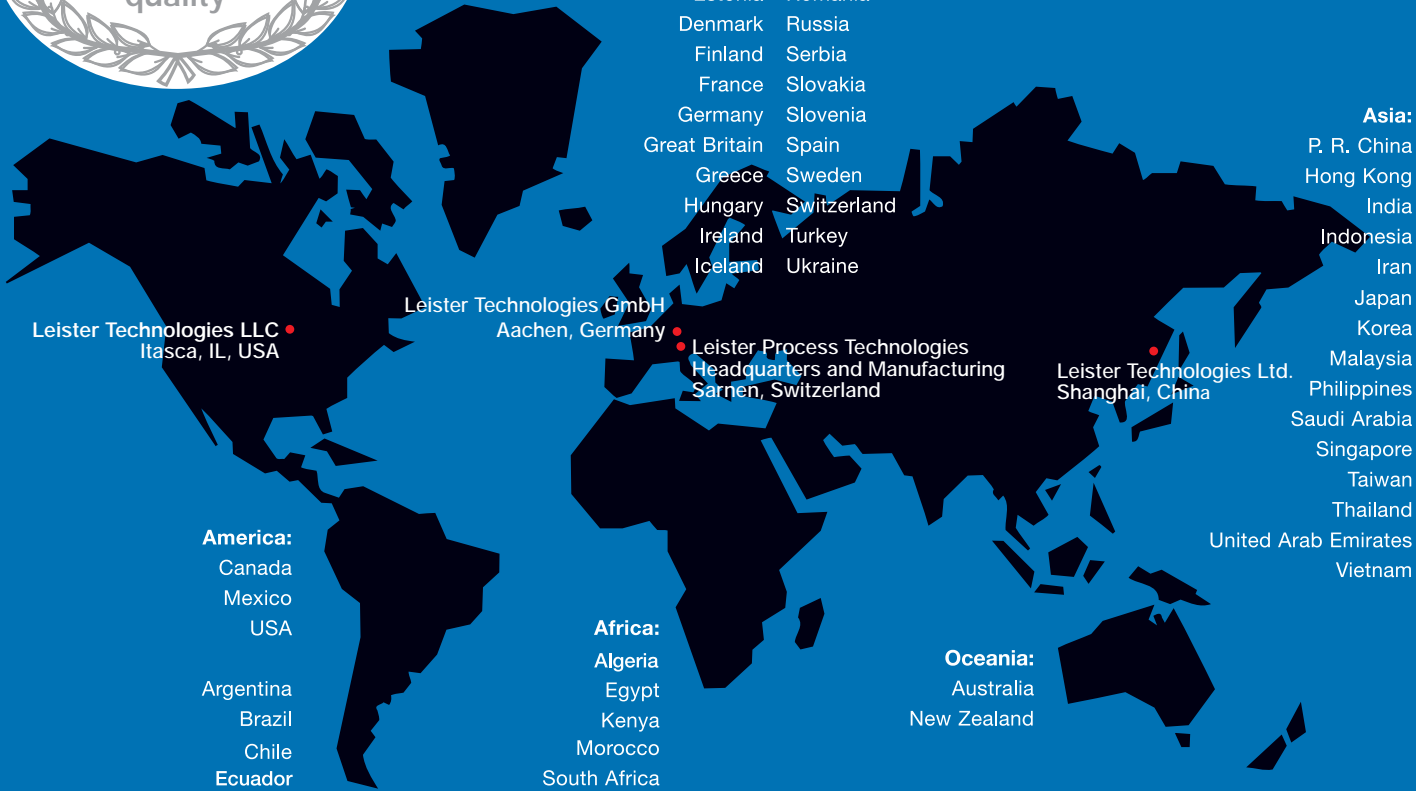 quality
Estonia Romania
Denmark Russia
Finland Serbia
France Slovakia
Germany Slovenia
Great Britain Spain
Greece Sweden
Hungary Switzerland
Ireland Turkey
Iceland Ukraine
Leister Technologies LLC
Itasca, IL, USA
Leister Technologies GmbH
Aachen, Germany
Leister Process Technologies
Headquarters and Manufacturing
Sarnen, Switzerland
Leister Technologies Ltd.
Shanghai, China
Asia:
P. R. China
Hong Kong
India
Indonesia
Iran
Japan
Korea
Malaysia
Philippines
Saudi Arabia
Singapore
Taiwan
Thailand
United Arab Emirates
Vietnam
America:
Canada
Mexico
USA
Argentina
Brazil
Chile
Ecuador
Africa:
Algeria
Egypt
Kenya
Morocco
South Africa
Oceania:
Australia
New Zealand